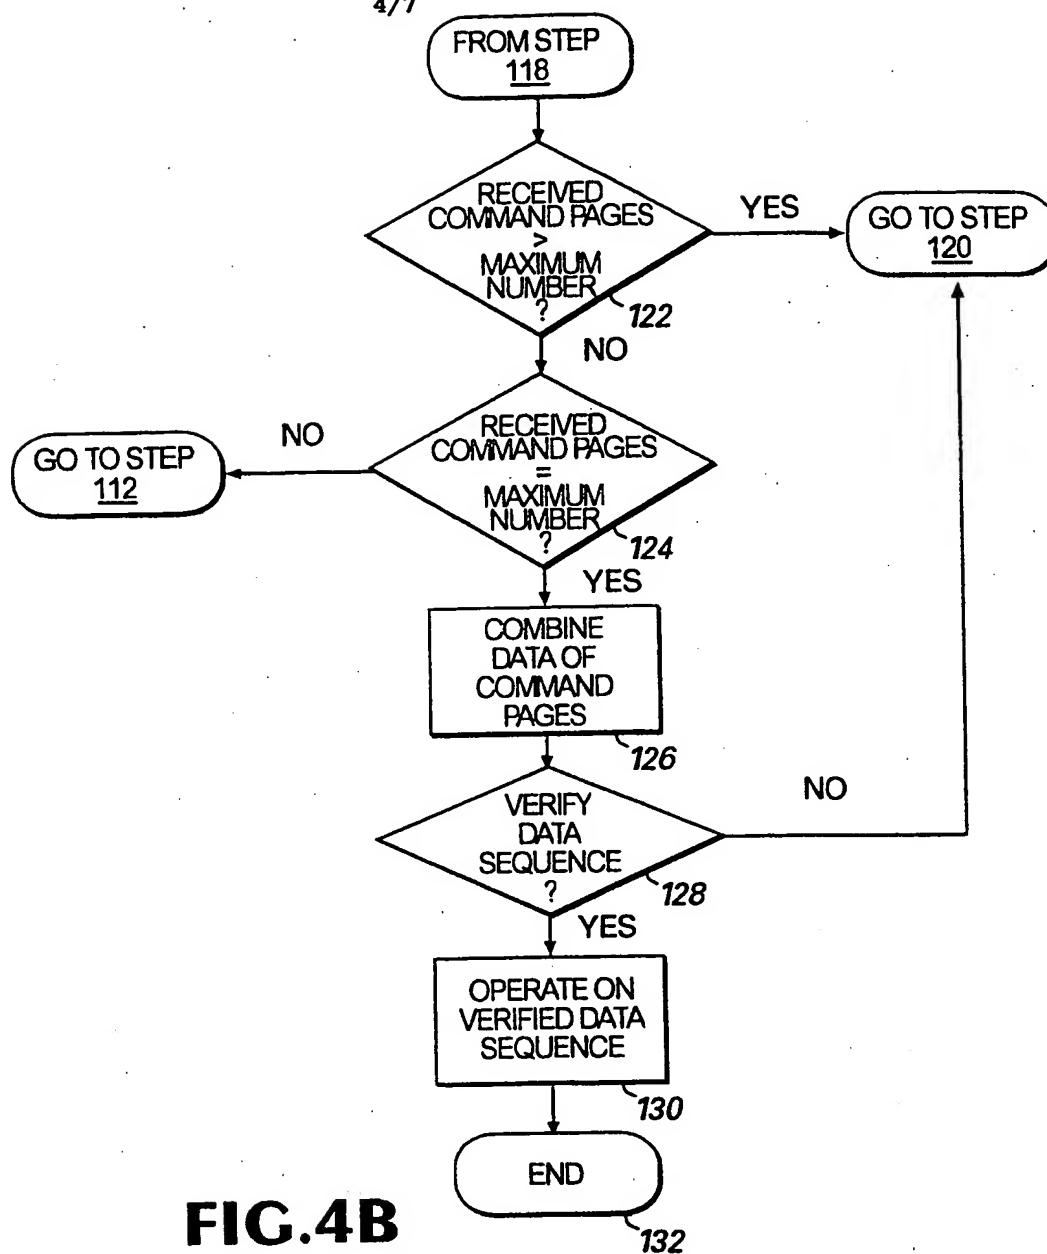 4/7
FROM STEP
118
RECEIVED
COMMAND PAGES
>
MAXIMUM
NUMBER
?
122
YES
GO TO STEP
120
NO
RECEIVED
COMMAND PAGES
=
MAXIMUM
NUMBER
?
124
NO
GO TO STEP
112
YES
COMBINE
DATA OF
COMMAND
PAGES
126
VERIFY
DATA
SEQUENCE
?
128
NO
YES
OPERATE ON
VERIFIED DATA
SEQUENCE
130
END
132
FIG.4B